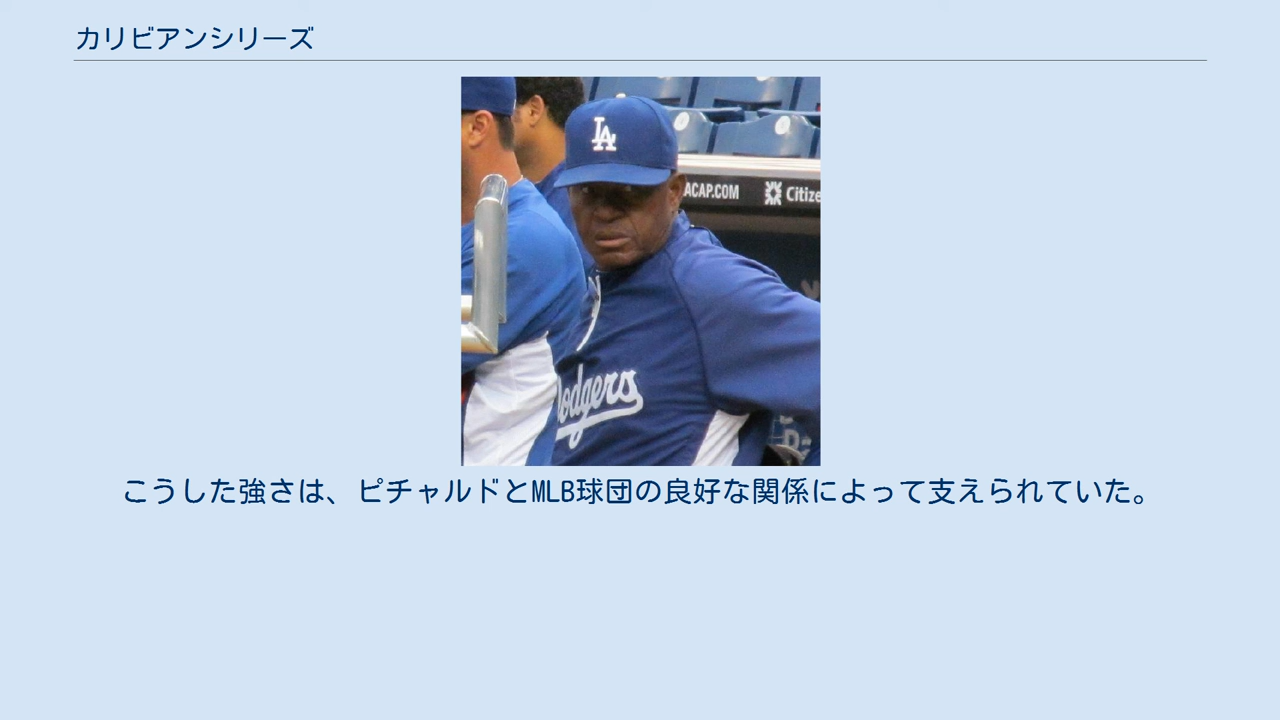 カリビアンシリーズ
LA
ACAP.COM
Citize
Dodgers
こうした強さは、ピチャルドとMLB球団の良好な関係によって支えられていた。